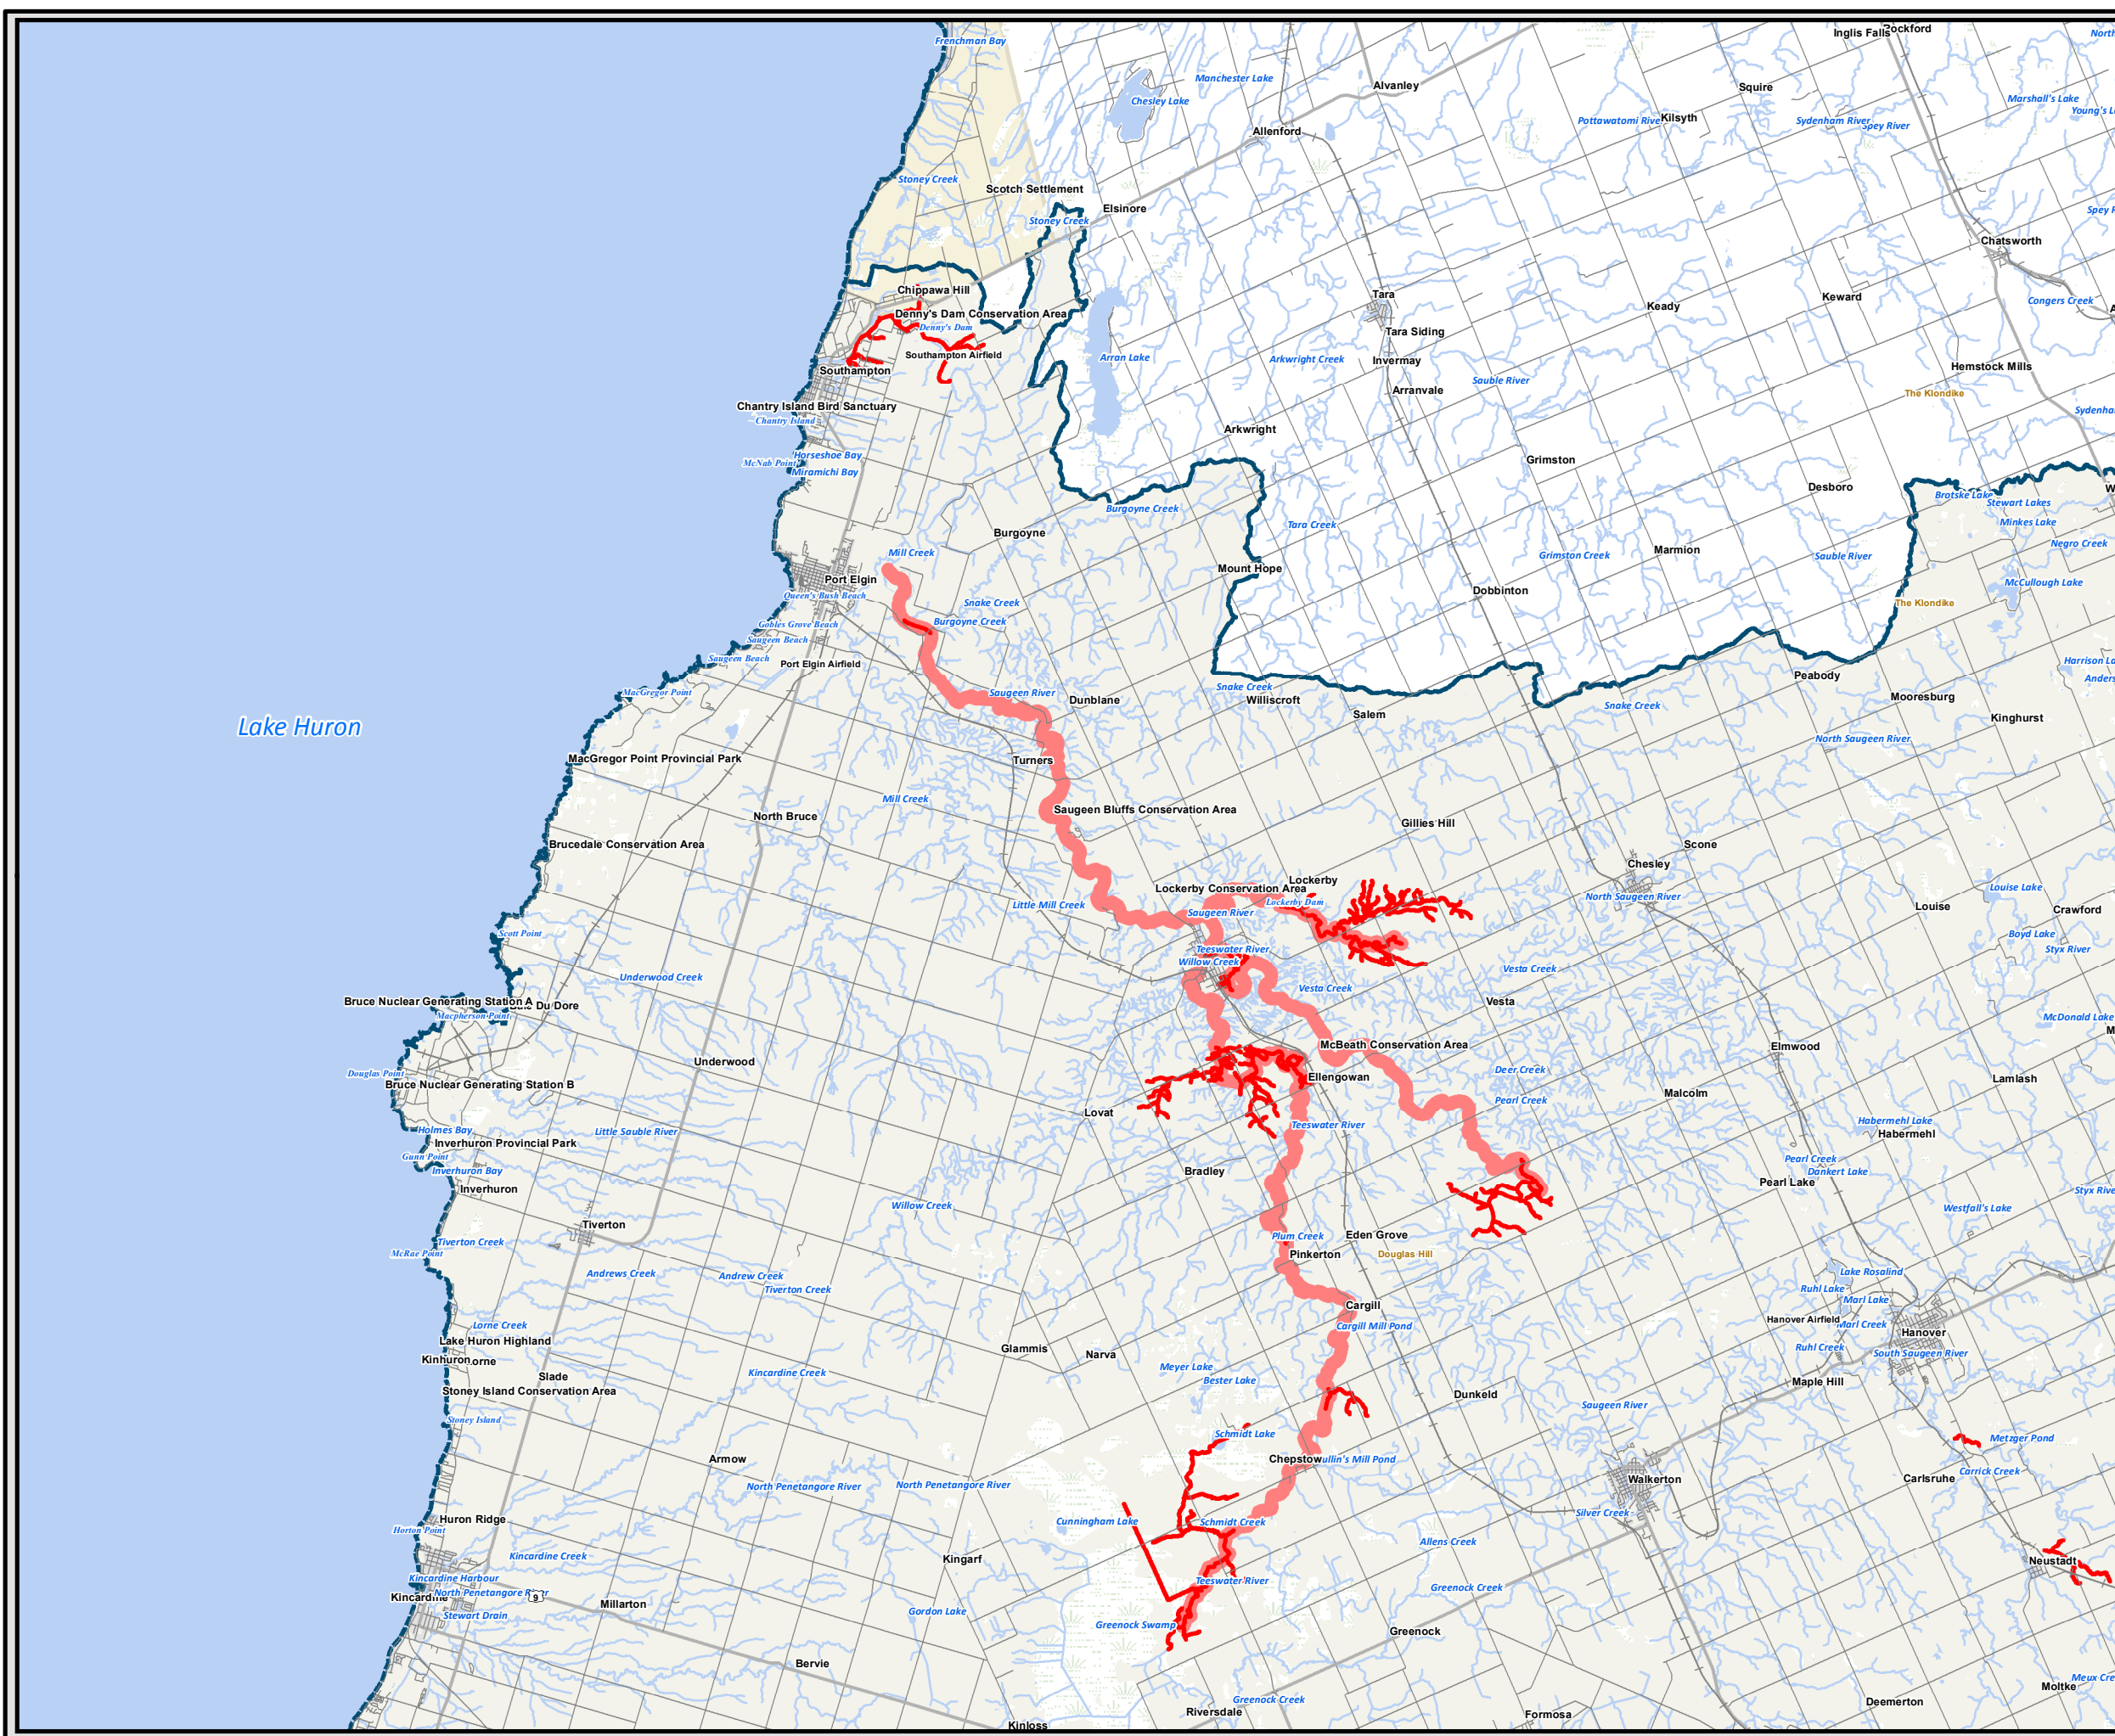 Frenchman Bay
Inglis Falls
Rockford
Manchester Lake
Alvanley
Squire
Chesley Lake
Marshall's Lake
Pottawatomi Rive
Kilsyth
Sydenham River
Spey River
Allenford
Stoney Creek
Scotch Settlement
Elsinore
Stoney Creek
Chatsworth
Chippawa Hill
Tara
Keady
Keward
Congers Creek
Denny's Dam Conservation Area
Denny's Dam
Tara Siding
Southampton Airfield
Arran Lake
Arkwright Creek
Invermay
Southampton
Hemstock Mills
Sauble River
Arranvale
The Klondike
Chantry Island Bird Sanctuary
Chantry Island
Arkwright
Horseshoe Bay
McNab Point
Miramichi Bay
Grimston
Desboro
Brotske Lake
Stewart Lakes
Burgoyne Creek
Minkes Lake
Tara Creek
Burgoyne
Negro Creek
Mill Creek
Grimston Creek
Marmion
Sauble River
Mount Hope
Port Elgin
McCullough Lake
Dobbinton
Queen's Bush Beach
Snake Creek
The Klondike
Burgoyne Creek
Gobles Grove Beach
Saugeen Beach
Saugeen Beach
Port Elgin Airfield
Peabody
MacGregor Point
Saugeen River
Snake Creek
Dunblane
Williscroft
Mooresburg
Snake Creek
Salem
Kinghurst
Lake Huron
North Saugeen River
MacGregor Point Provincial Park
Turners
Mill Creek
Saugeen Bluffs Conservation Area
North Bruce
Gillies Hill
Brucedale Conservation Area
Scone
Chesley
Lockerby
Lockerby Conservation Area
Louise Lake
North Saugeen River
Lockerby Dam
Little Mill Creek
Saugeen River
Louise
Crawford
Scott Point
Boyd Lake
Teeswater River
Styx River
Willow Creek
Vesta Creek
Underwood Creek
Vesta Creek
Bruce Nuclear Generating Station A
Baie Du Dore
Vesta
Macpherson Point
McDonald Lake
McBeath Conservation Area
Elmwood
Underwood
Douglas Point
Deer Creek
Ellengowan
Lamlash
Bruce Nuclear Generating Station B
Malcolm
Pearl Creek
Lovat
Habermehl Lake
Teeswater River
Holmes Bay
Little Sauble River
Habermehl
Inverhuron Provincial Park
Gunn Point
Pearl Creek
Inverhuron Bay
Bradley
Dankert Lake
Pearl Lake
Inverhuron
Willow Creek
Westfall's Lake
Tiverton
Plum Creek
Eden Grove
Tiverton Creek
McRae Point
Pinkerton
Douglas Hill
Andrews Creek
Andrew Creek
Lake Rosalind
Tiverton Creek
Ruhl Lake
Marl Lake
Cargill
Lorne Creek
Cargill Mill Pond
Hanover Airfield
Marl Creek
Hanover
Lake Huron Highland
Glammis
Narva
Ruhl Creek
South Saugeen River
Kinhuron
orne
Meyer Lake
Kincardine Creek
Slade
Bester Lake
Maple Hill
Stoney Island Conservation Area
Dunkeld
Saugeen River
Stoney Island
Schmidt Lake
Metzger Pond
Armow
Chepstow
ullin's Mill Pond
Carrick Creek
North Penetangore River
North Penetangore River
Walkerton
Carlsruhe
Huron Ridge
Cunningham Lake
Schmidt Creek
Silver Creek
Horton Point
Allens Creek
Kincardine Creek
Kingarf
Neustadt
Kincardine Harbour
Teeswater River
Greenock Creek
Kincardine
North Penetangore River
9
Millarton
Stewart Drain
Gordon Lake
Greenock Swamp
Greenock
Bervie
Meux Cre
Moltke
Greenock Creek
Deemerton
Riversdale
Formosa
Kinloss